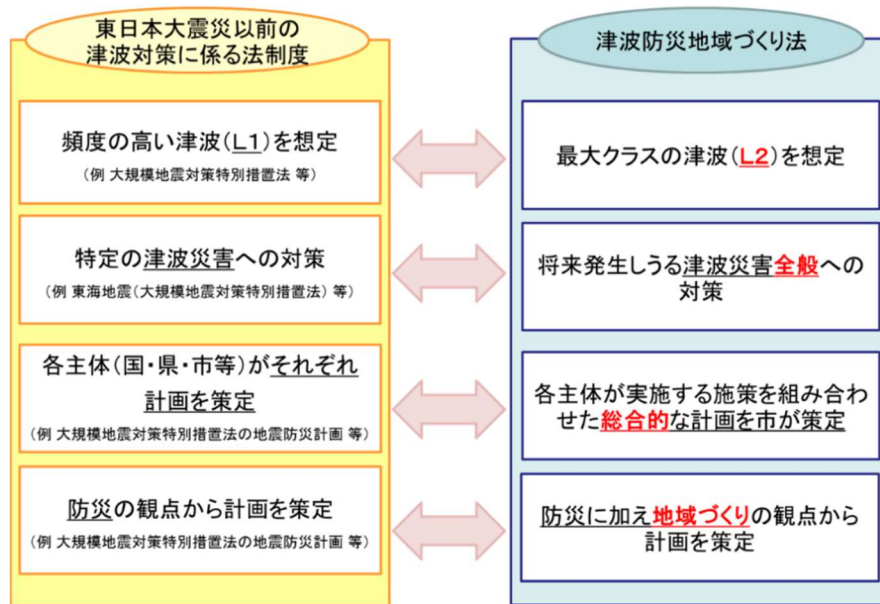 東日本大震災以前の
津波対策に係る法制度
頻度の高い津波(L1)を想定
(例 大規模地震対策特別措置法 等)
特定の津波災害への対策
(例 東海地震(大規模地震対策特別措置法) 等)
各主体(国・県・市等)がそれぞれ
計画を策定
(例 大規模地震対策特別措置法の地震防災計画 等)
防災の観点から計画を策定
(例 大規模地震対策特別措置法の地震防災計画 等)
津波防災地域づくり法
最大クラスの津波(L2)を想定
将来発生しうる津波災害全般への
対策
各主体が実施する施策を組み合わ
せた総合的な計画を市が策定
防災に加え地域づくりの観点から
計画を策定